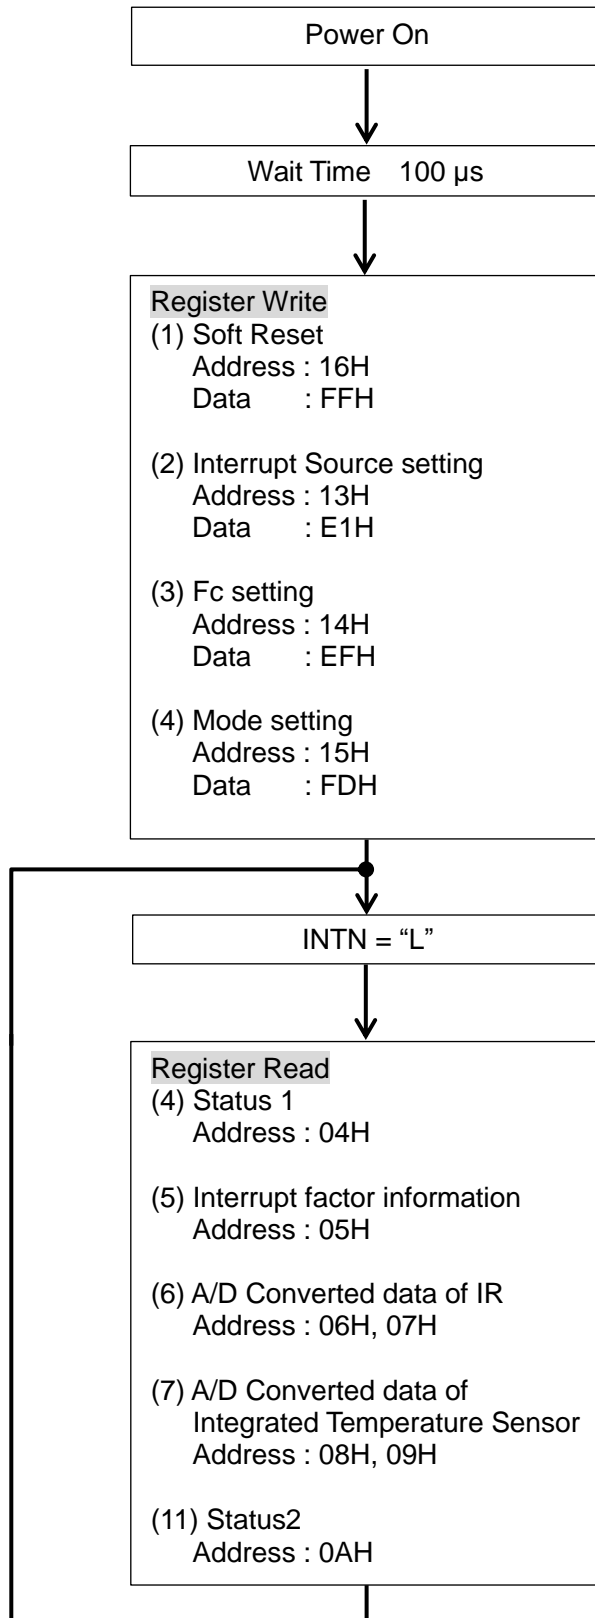 Power On
Wait Time 100 µs
Register Write
(1) Soft Reset
Address : 16H
Data : FFH
(2) Interrupt Source setting
Address : 13H
Data : E1H
(3) Fc setting
Address : 14H
Data : EFH
(4) Mode setting
Address : 15H
Data : FDH
INTN = “L”
Register Read
(4) Status 1
Address : 04H
(5) Interrupt factor information
Address : 05H
(6) A/D Converted data of IR
Address : 06H, 07H
(7) A/D Converted data of
Integrated Temperature Sensor
Address : 08H, 09H
(11) Status2
Address : 0AH